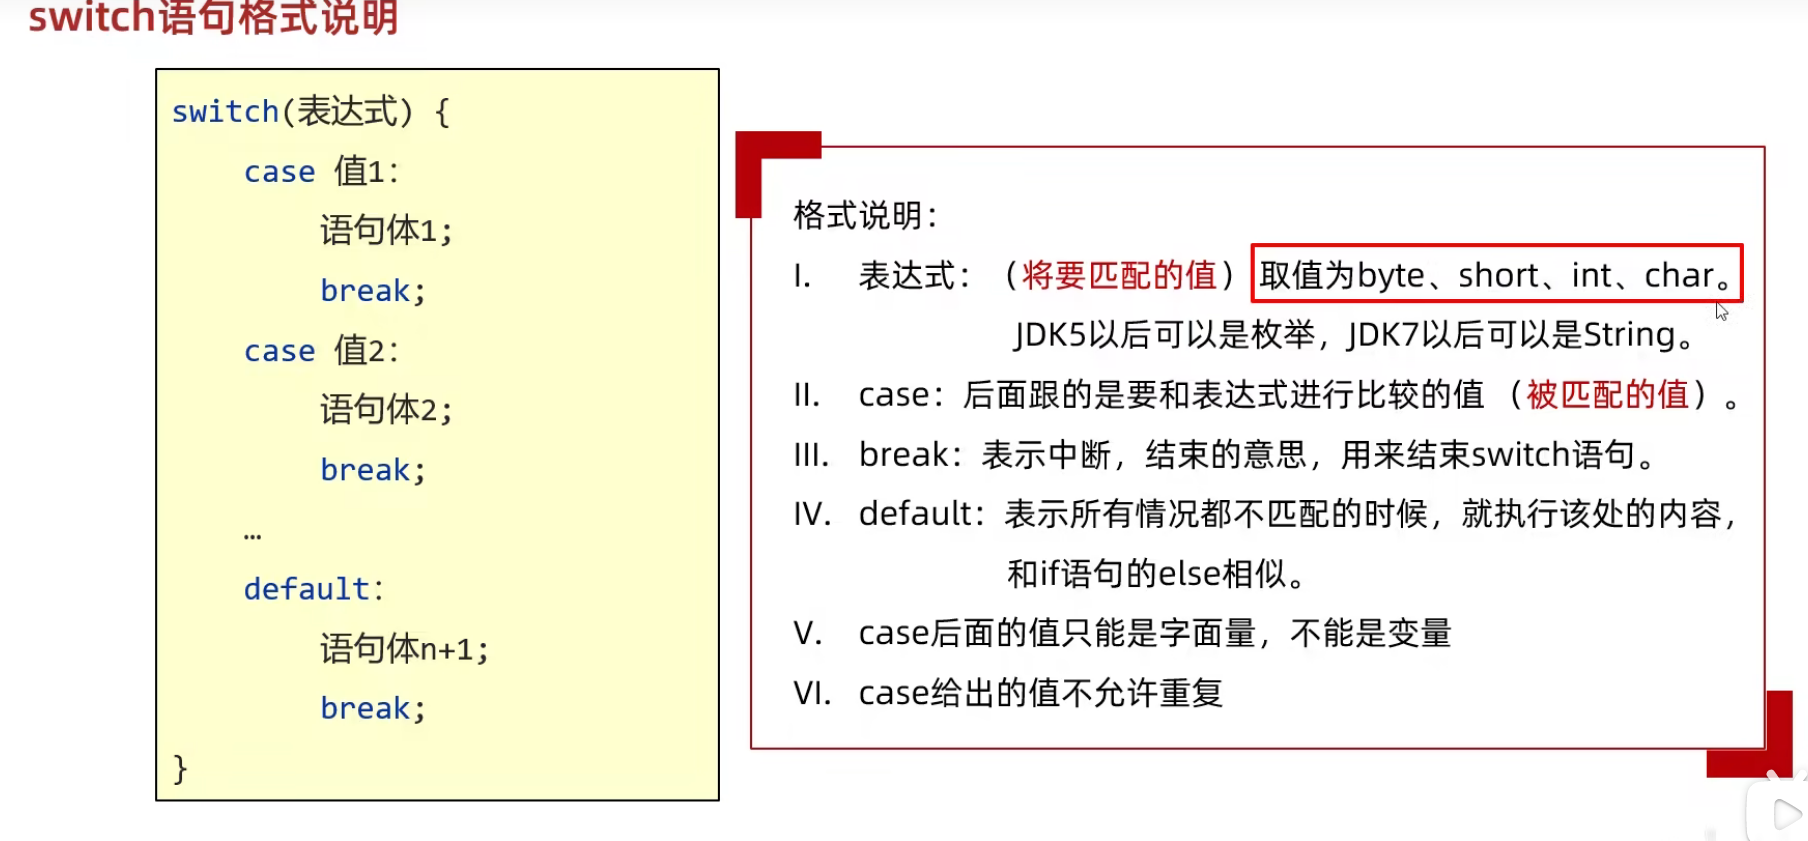 switch语句格式说明
switch(表达式) {
case 值1:
语句体1;
break;
case 值2:
语句体2;
break;
…
default:
语句体n+1;
break;
}
格式说明：
I. 表达式：（将要匹配的值）取值为byte、short、int、char。
JDK5以后可以是枚举，JDK7以后可以是String。
II. case：后面跟的是要和表达式进行比较的值（被匹配的值）。
III. break：表示中断，结束的意思，用来结束switch语句。
IV. default：表示所有情况都不匹配的时候，就执行该处的内容，
和if语句的else相似。
V. case后面的值只能是字面量，不能是变量
VI. case给出的值不允许重复